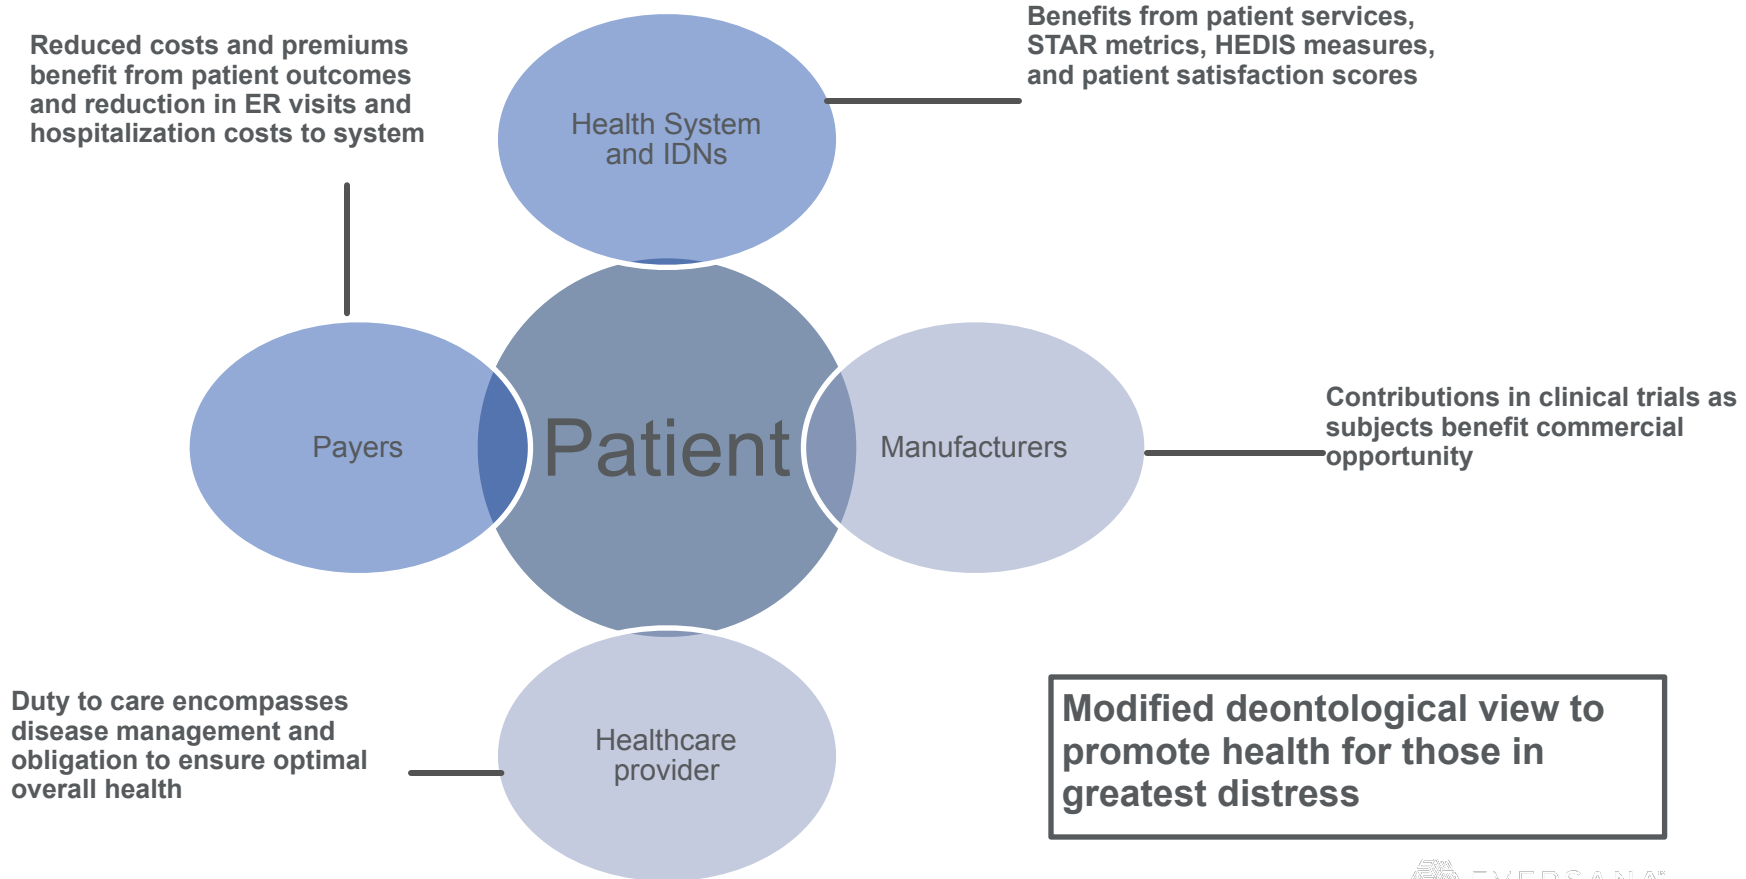 Benefits from patient services,
STAR metrics, HEDIS measures,
and patient satisfaction scores
Reduced costs and premiums
benefit from patient outcomes
and reduction in ER visits and
hospitalization costs to system
Health System
and IDNs
Payers
Patient
Manufacturers
Contributions in clinical trials as
subjects benefit commercial
opportunity
Duty to care encompasses
disease management and
obligation to ensure optimal
overall health
Healthcare
provider
Modified deontological view to
promote health for those in
greatest distress
EVERSANA